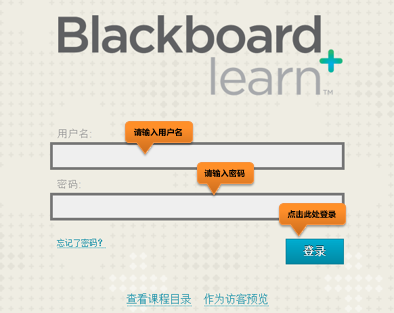 Blackboard
learn+™
用户名:
请输入用户名
请输入密码
密码:
点击此处登录
忘记了密码?
登录
查看课程目录 作为访客预览